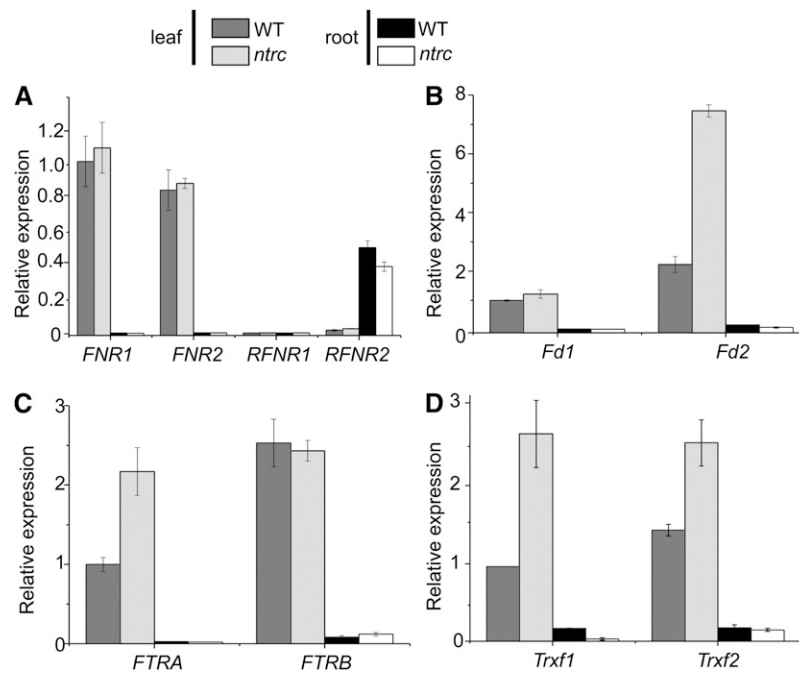 leaf WT root WT
ntrc ntrc
A
Relative expression
1.2
1.0
0.8
0.6
0.4
0.2
0
FNR1 FNR2 RFNR1 RFNR2
B
Relative expression
8
6
4
2
0
Fd1 Fd2
C
Relative expression
3
2
1
0
FTRA FTRB
D
Relative expression
3
2
1
0
Trxf1 Trxf2